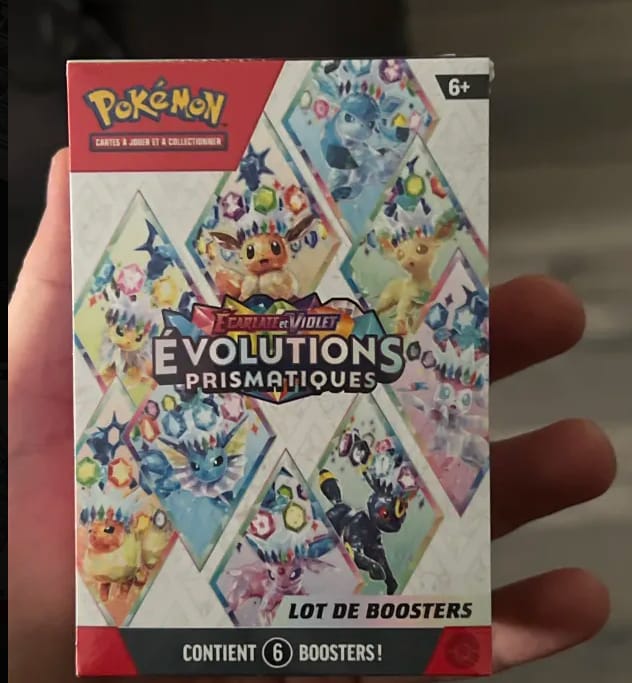 6+
POKÉMON
CARTES À JOUER ET À COLLECTIONNER
ÉCARLATE et VIOLET
ÉVOLUTIONS
PRISMATIQUES
LOT DE BOOSTERS
CONTIENT 6 BOOSTERS!